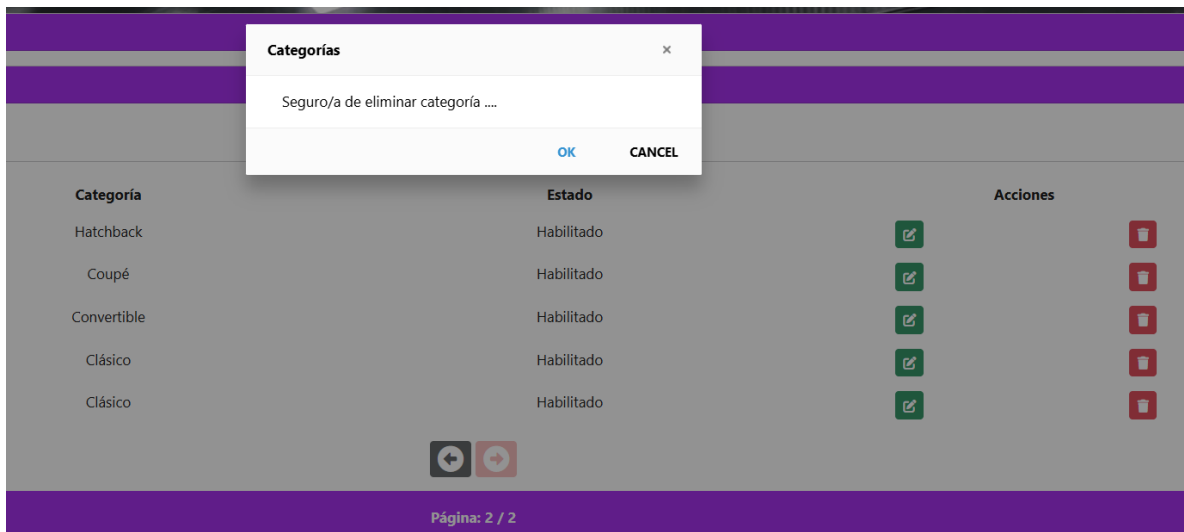 Categorías ×
Seguro/a de eliminar categoría ....
OK CANCEL
Categoría Estado Acciones
Hatchback Habilitado
Coupé Habilitado
Convertible Habilitado
Clásico Habilitado
Clásico Habilitado
Página: 2 / 2